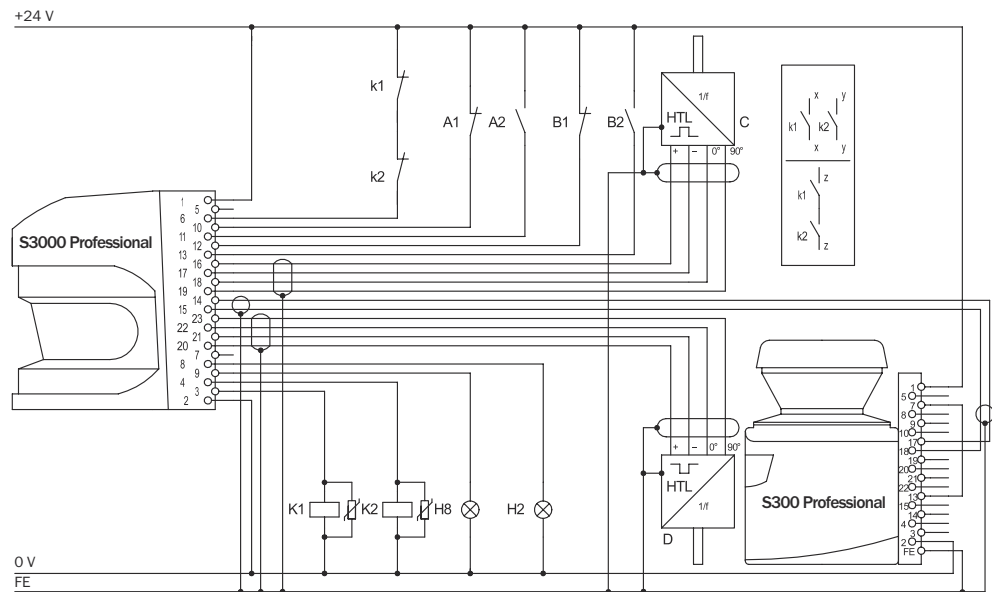 +24 V
k1
k2
A1
A2
B1
B2
1/f
HTL
C
+ – 0° 90°
x y
k1 k2
x y
z
k1
k2
z
S3000 Professional
1
5
6
10
11
12
13
16
17
18
19
14
15
23
22
21
20
7
8
9
4
3
2
K1
K2
H8
H2
+ – 0° 90°
HTL
1/f
D
S300 Professional
1
5
7
8
9
10
17
18
19
20
21
22
13
15
14
4
3
2
FE
0 V
FE